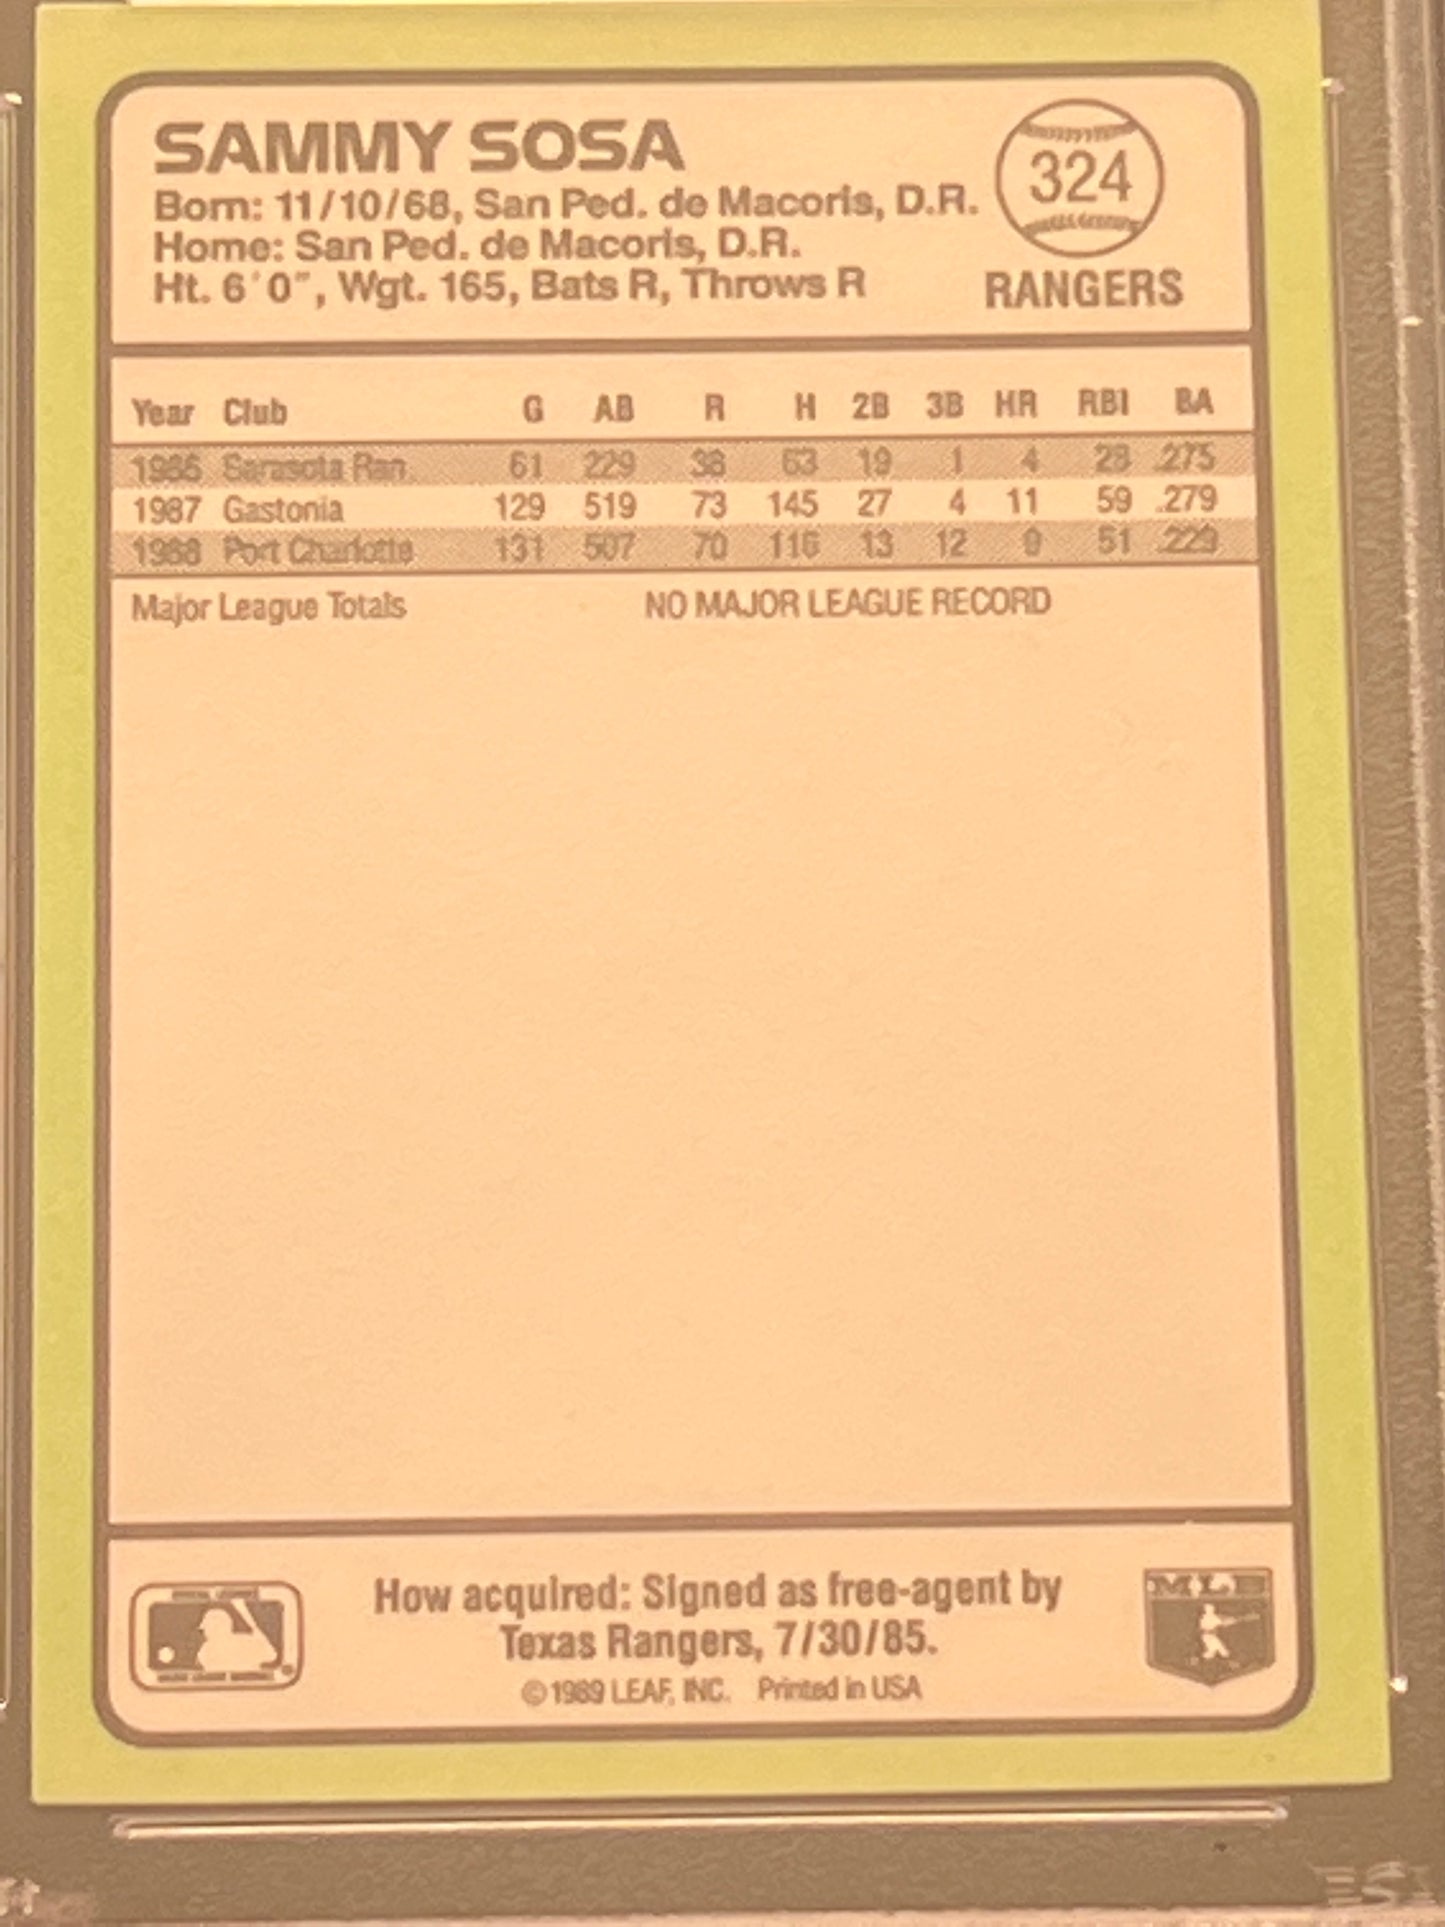 SAMMY SOSA
324
Born: 11/10/68, San Ped. de Macoris, D.R.
Home: San Ped. de Macoris, D.R.
Ht. 6'0", Wgt. 165, Bats R, Throws R
RANGERS
Year Club G AB R H 2B 3B HR RBI BA
1986 Sarasota Ran. 61 229 38 63 19 1 4 28 .275
1987 Gastonia 129 519 73 145 27 4 11 59 .279
1988 Port Charlotte 131 507 70 116 13 12 9 51 .229
Major League Totals NO MAJOR LEAGUE RECORD
How acquired: Signed as free-agent by
Texas Rangers, 7/30/85.
©1989 LEAF, INC. Printed in USA
MLB